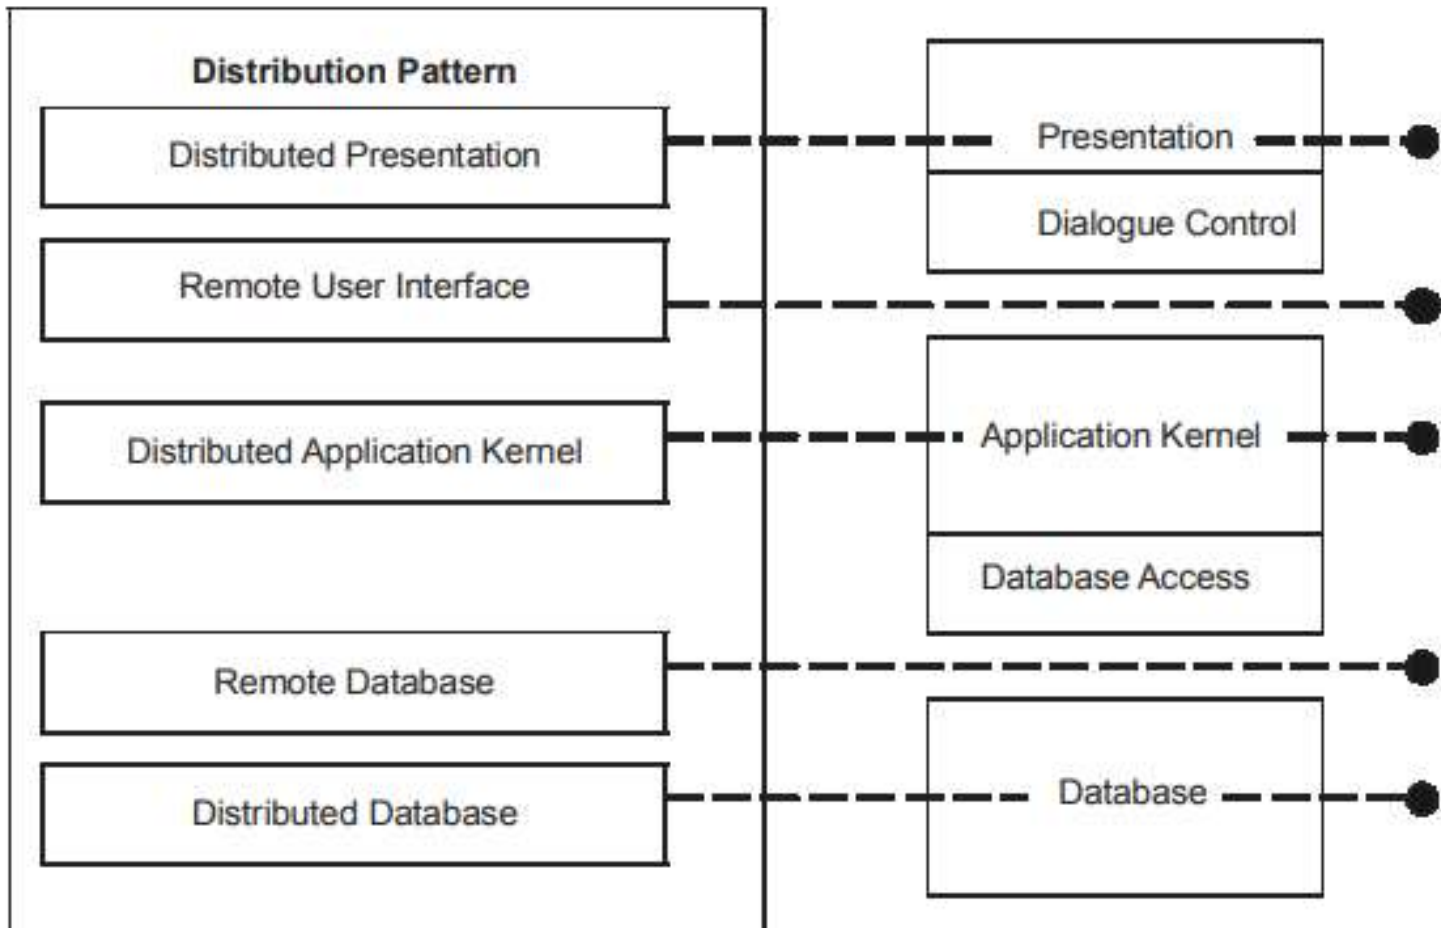 Distribution Pattern
Distributed Presentation
Presentation
Dialogue Control
Remote User Interface
Distributed Application Kernel
Application Kernel
Database Access
Remote Database
Distributed Database
Database